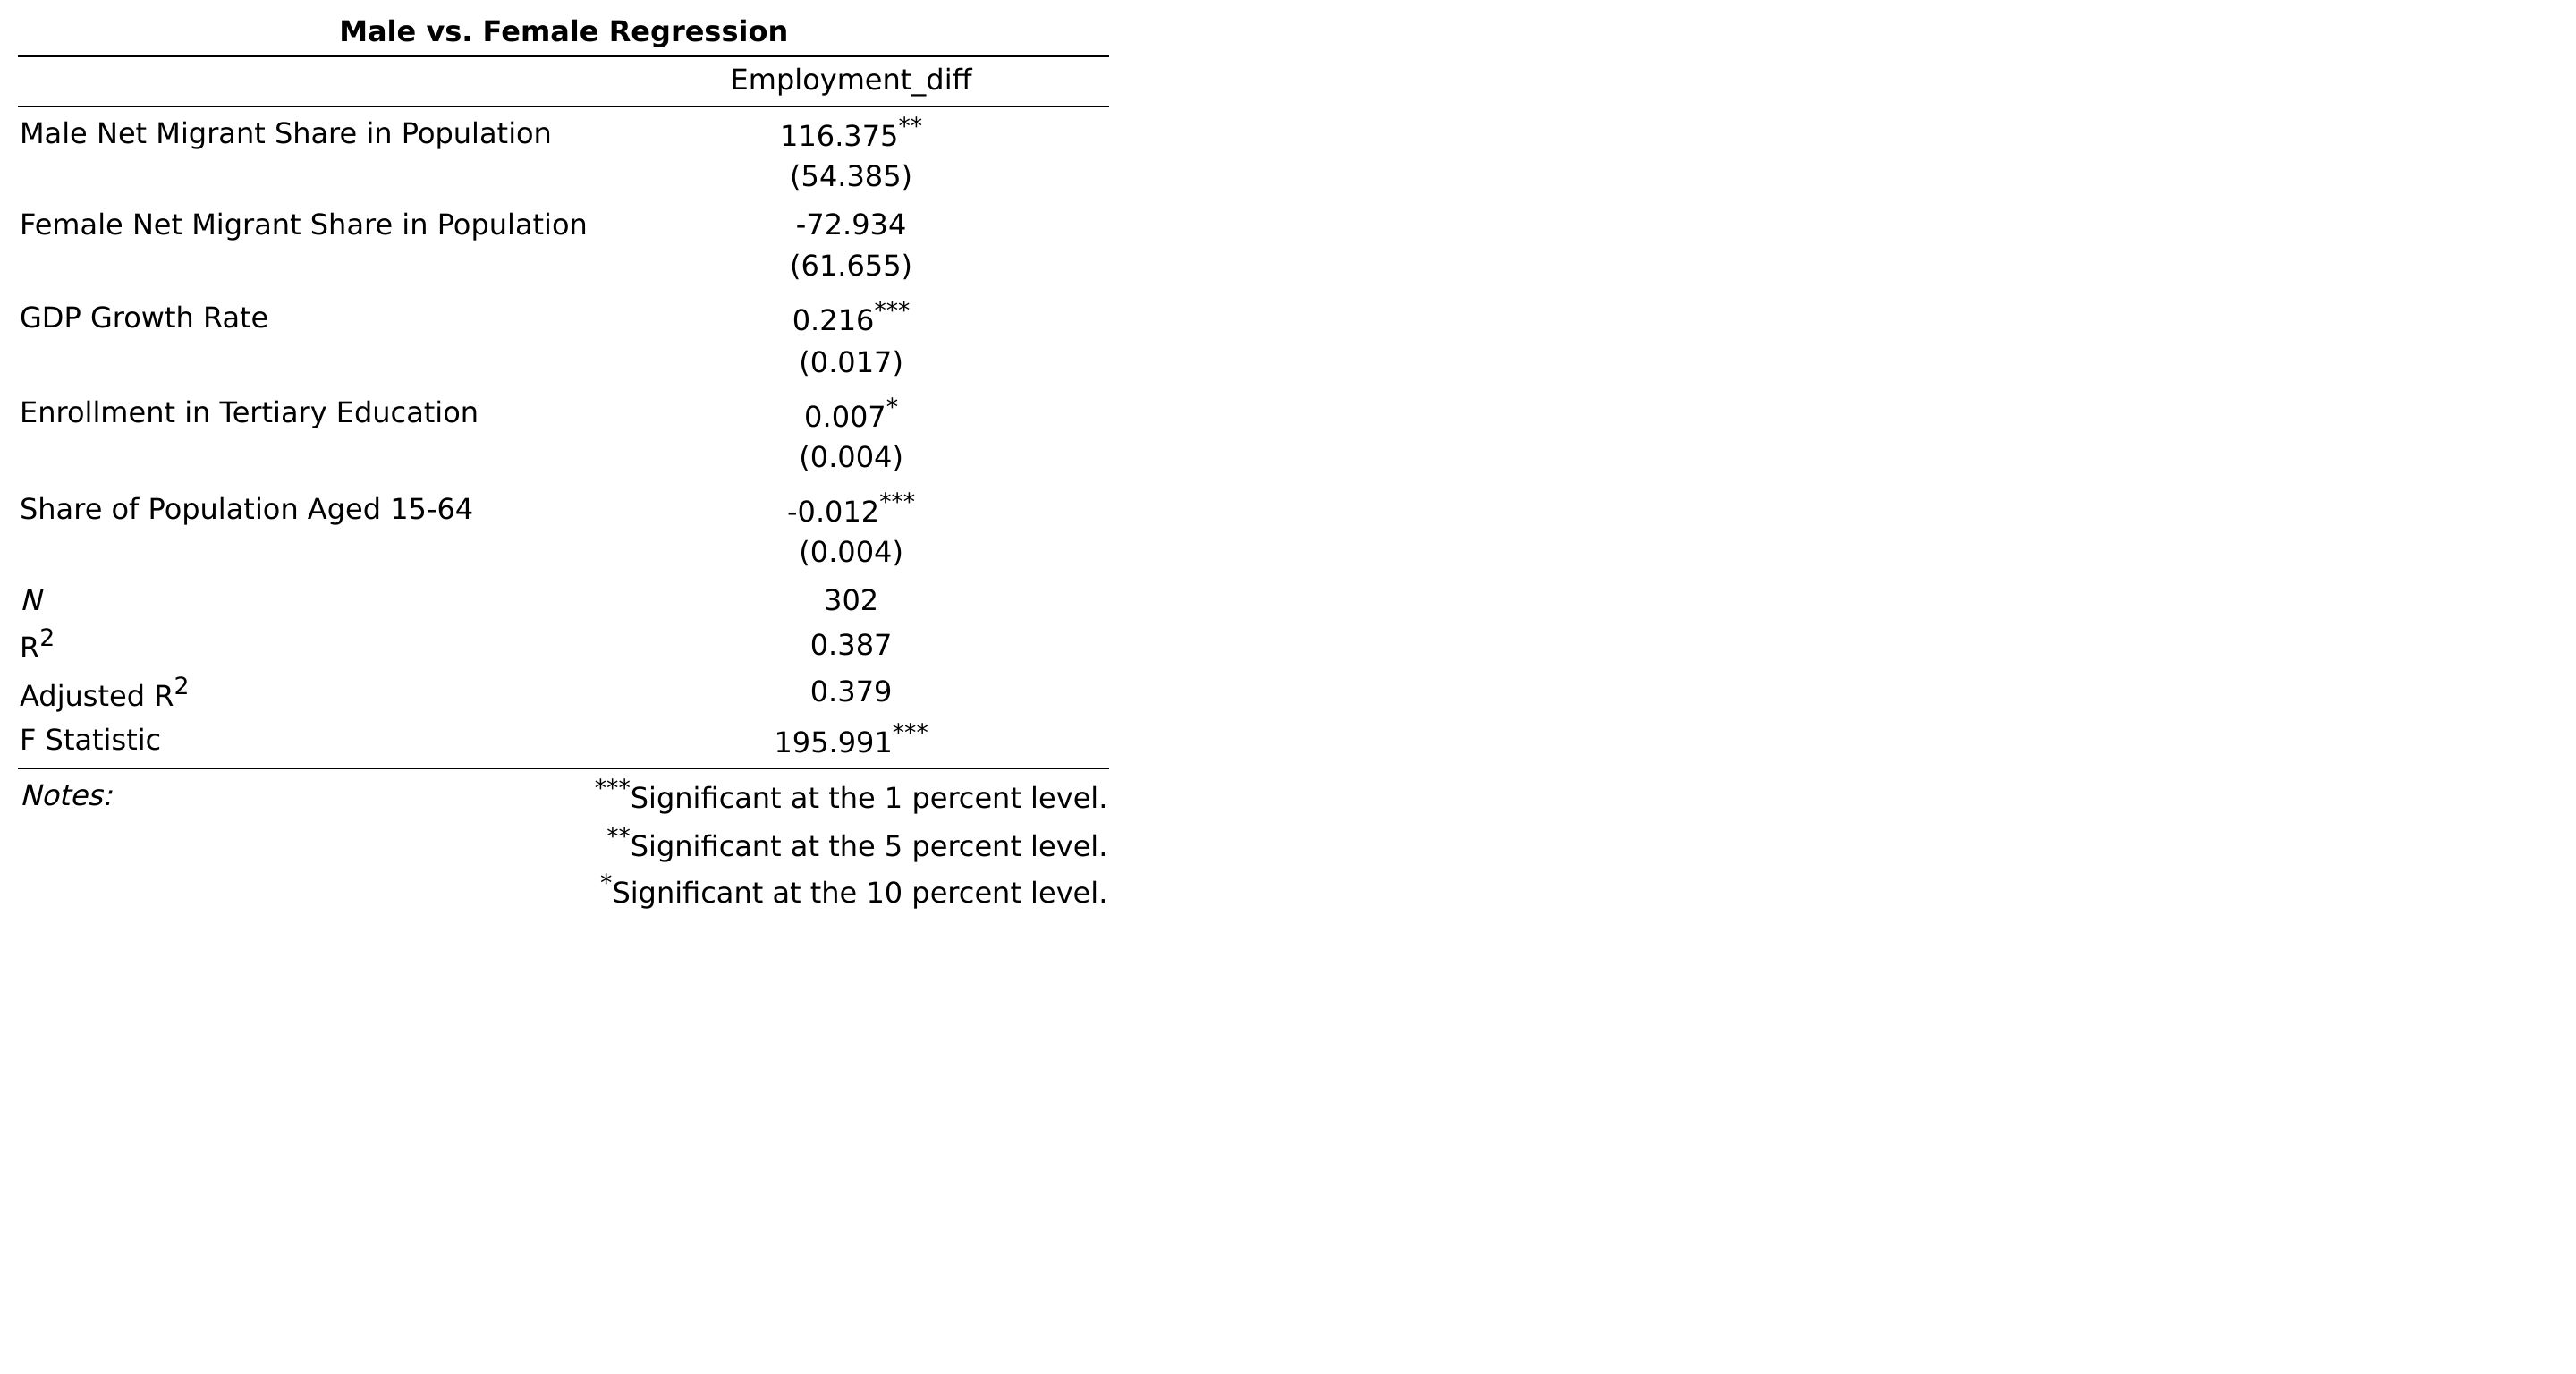 Male vs. Female Regression
Employment_diff
Male Net Migrant Share in Population 116.375**
(54.385)
Female Net Migrant Share in Population -72.934
(61.655)
GDP Growth Rate 0.216***
(0.017)
Enrollment in Tertiary Education 0.007*
(0.004)
Share of Population Aged 15-64 -0.012***
(0.004)
N 302
R2 0.387
Adjusted R2 0.379
F Statistic 195.991***
Notes: ***Significant at the 1 percent level.
**Significant at the 5 percent level.
*Significant at the 10 percent level.